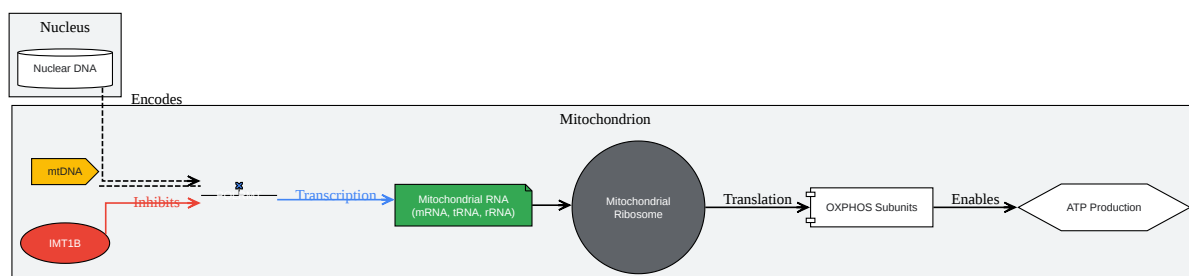 Nucleus
Nuclear DNA
Encodes
Mitochondrion
mtDNA
Inhibits
IMT1B
Transcription
Mitochondrial RNA
(mRNA, tRNA, rRNA)
Mitochondrial
Ribosome
Translation
OXPHOS Subunits
Enables
ATP Production